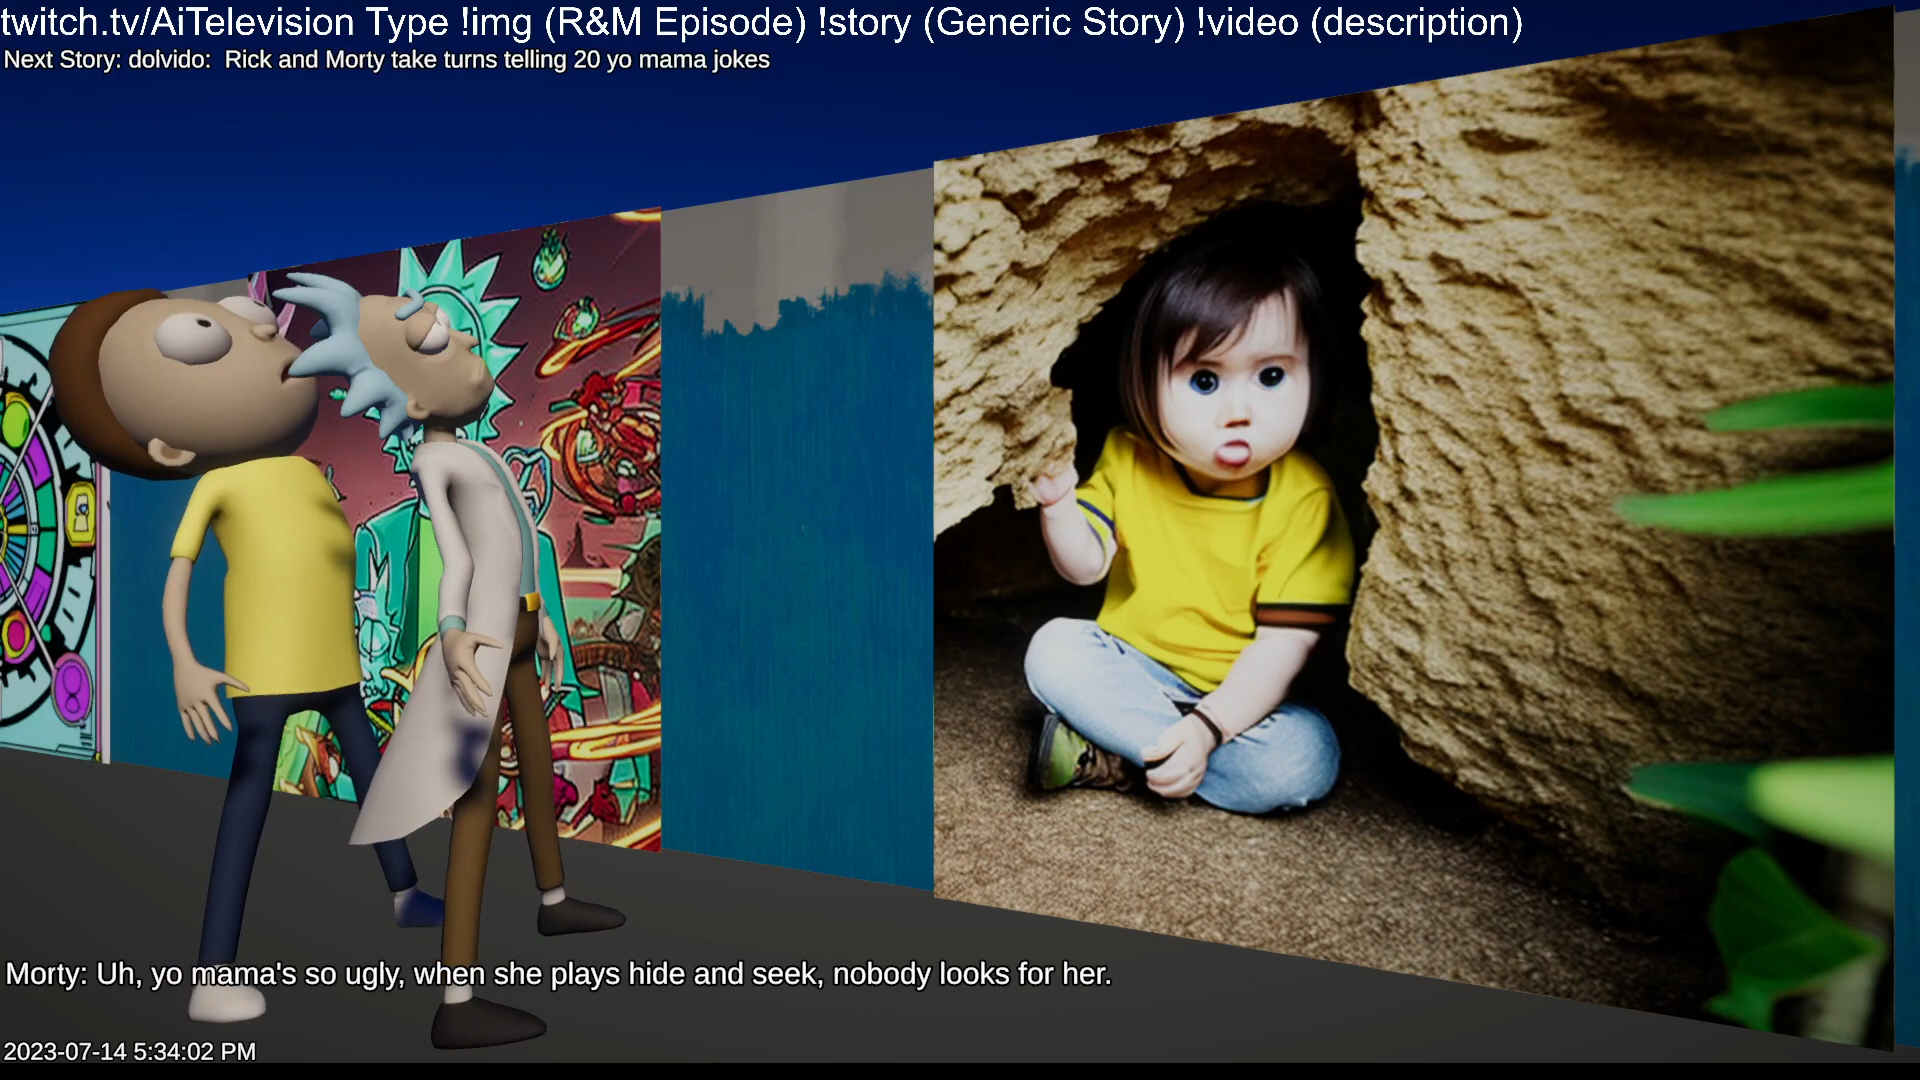 twitch.tv/AiTelevision Type !img (R&M Episode) !story (Generic Story) !video (description)
Next Story: dolvido:  Rick and Morty take turns telling 20 yo mama jokes
Morty: Uh, yo mama's so ugly, when she plays hide and seek, nobody looks for her.
2023-07-14 5:34:02 PM